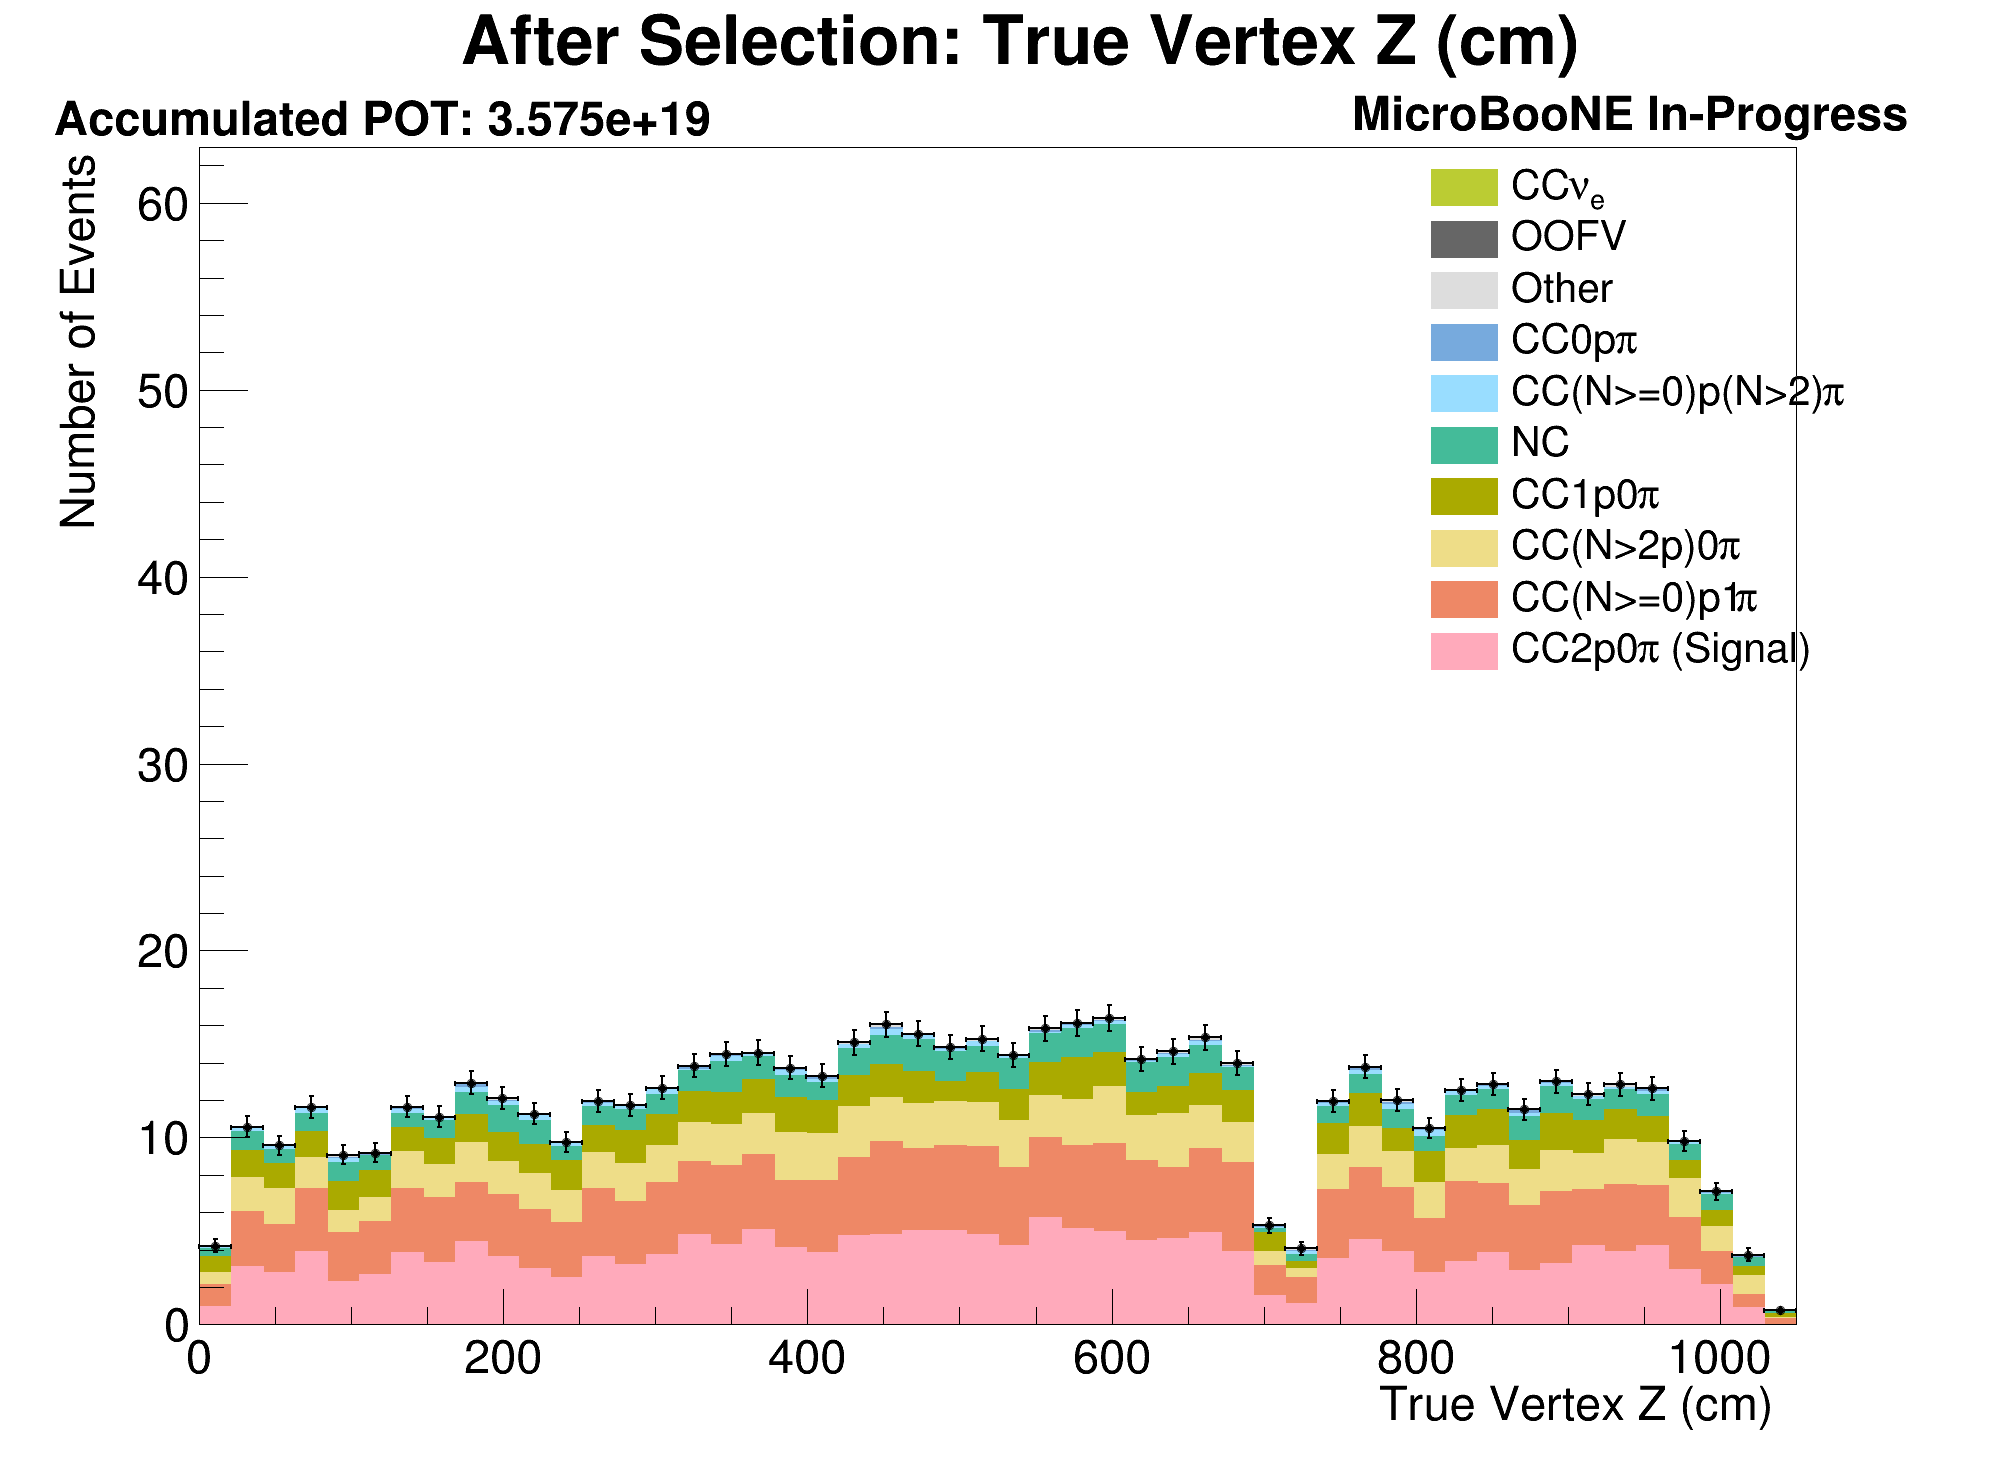 After Selection: True Vertex Z (cm)
Accumulated POT: 3.575e+19
MicroBooNE In-Progress
Number of Events
60
50
40
30
20
10
0
CCνe
OOFV
Other
CC0pπ
CC(N>=0)p(N>2)π
NC
CC1p0π
CC(N>2p)0π
CC(N>=0)p1π
CC2p0π (Signal)
0 200 400 600 800 1000
True Vertex Z (cm)